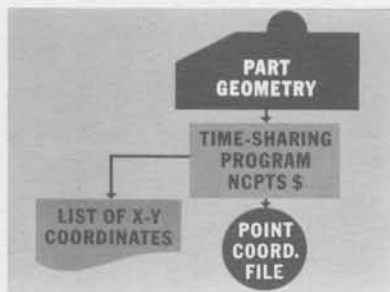 PART
GEOMETRY
TIME-SHARING
PROGRAM
NCPTS $
LIST OF X-Y
COORDINATES
POINT
COORD.
FILE